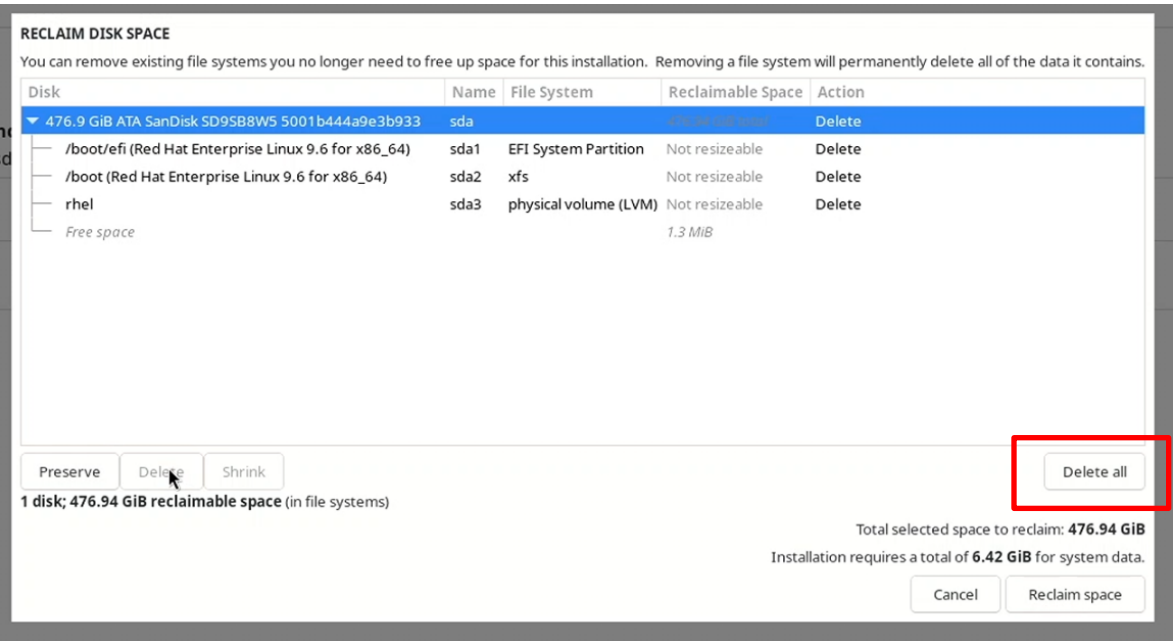 RECLAIM DISK SPACE
You can remove existing file systems you no longer need to free up space for this installation. Removing a file system will permanently delete all of the data it contains.
Disk Name File System Reclaimable Space Action
476.9 GiB ATA SanDisk SD9SB8W5 5001b444a9e3b933 sda Delete
/boot/efi (Red Hat Enterprise Linux 9.6 for x86_64) sda1 EFI System Partition Not resizeable Delete
/boot (Red Hat Enterprise Linux 9.6 for x86_64) sda2 xfs Not resizeable Delete
rhel sda3 physical volume (LVM) Not resizeable Delete
Free space 1.3 MiB
Preserve Delete Shrink Delete all
1 disk; 476.94 GiB reclaimable space (in file systems)
Total selected space to reclaim: 476.94 GiB
Installation requires a total of 6.42 GiB for system data.
Cancel Reclaim space